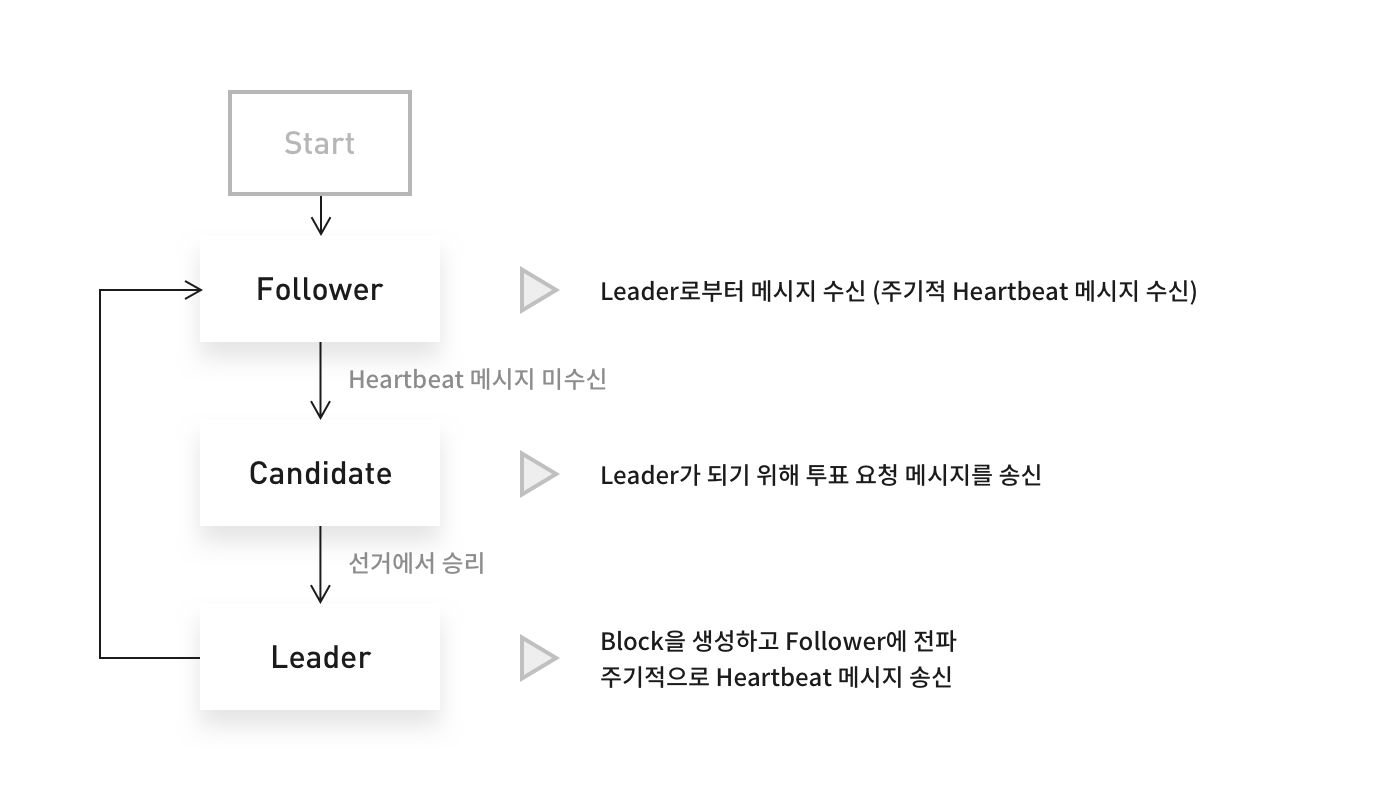 Start
Follower
Leader로부터 메시지 수신 (주기적 Heartbeat 메시지 수신)
Heartbeat 메시지 미수신
Candidate
Leader가 되기 위해 투표 요청 메시지를 송신
선거에서 승리
Leader
Block을 생성하고 Follower에 전파
주기적으로 Heartbeat 메시지 송신